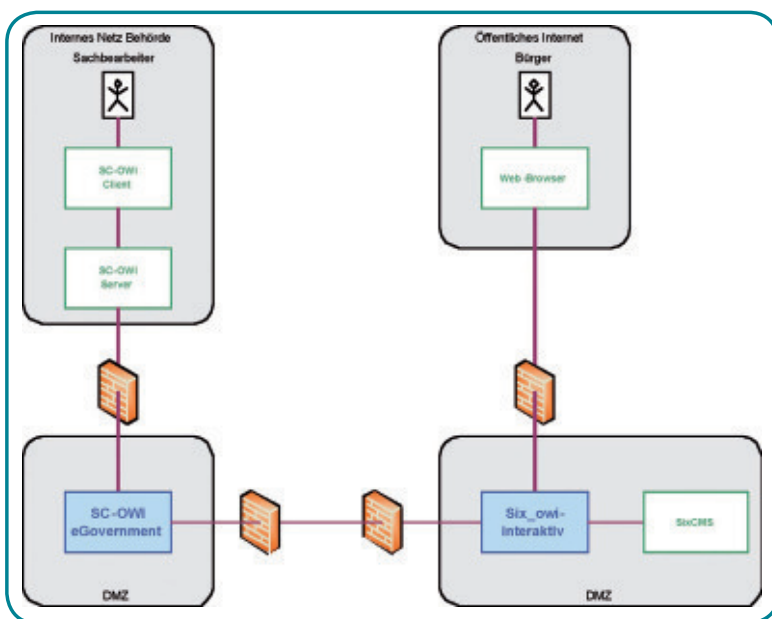 Internes Netz Behörde
Sachbearbeiter
SC-OWI
Client
SC-OWI
Server
Öffentliches Internet
Bürger
Web-Browser
SC-OWI
eGovernment
DMZ
Six_owi-
interaktiv
SixCMS
DMZ